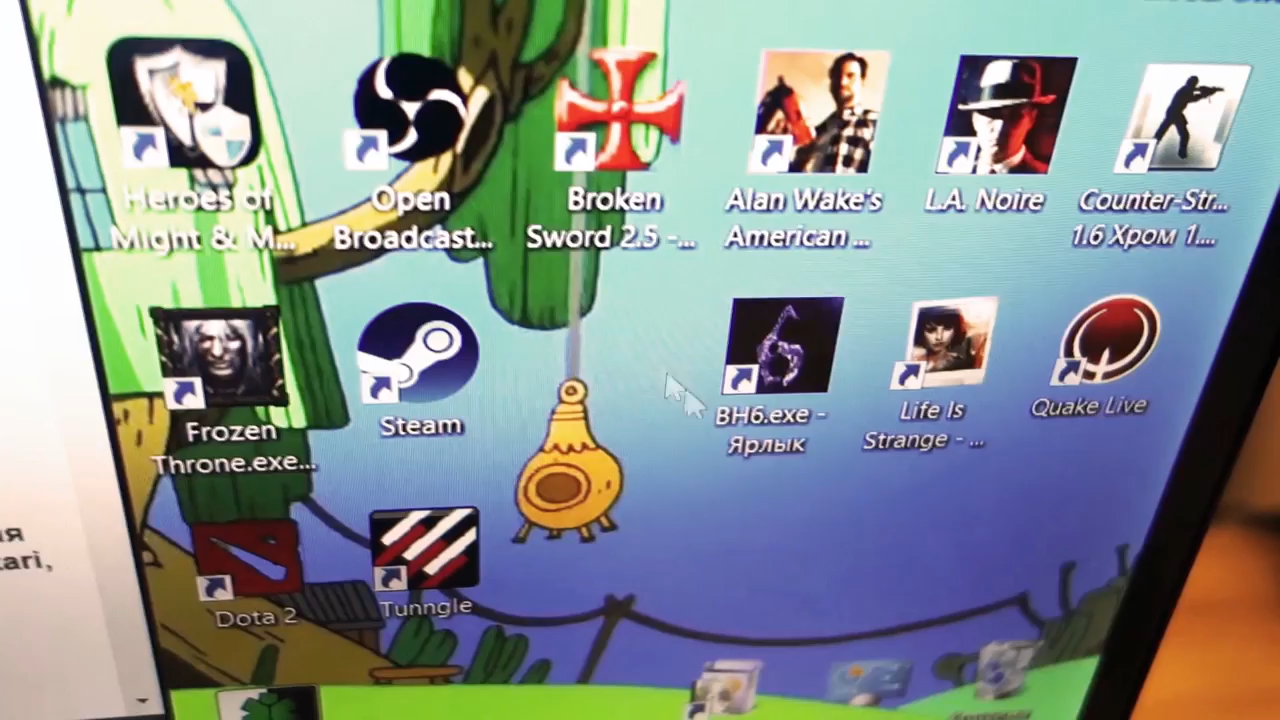 Heroes of
Might & M...
Open
Broadcast...
Broken
Sword 2.5 -...
Alan Wake's
American ...
L.A. Noire
Counter-Str...
1.6 Хром 1....
Frozen
Throne.exe...
Steam
BH6.exe -
Ярлык
Life Is
Strange - ...
Quake Live
Dota 2
Tunngle